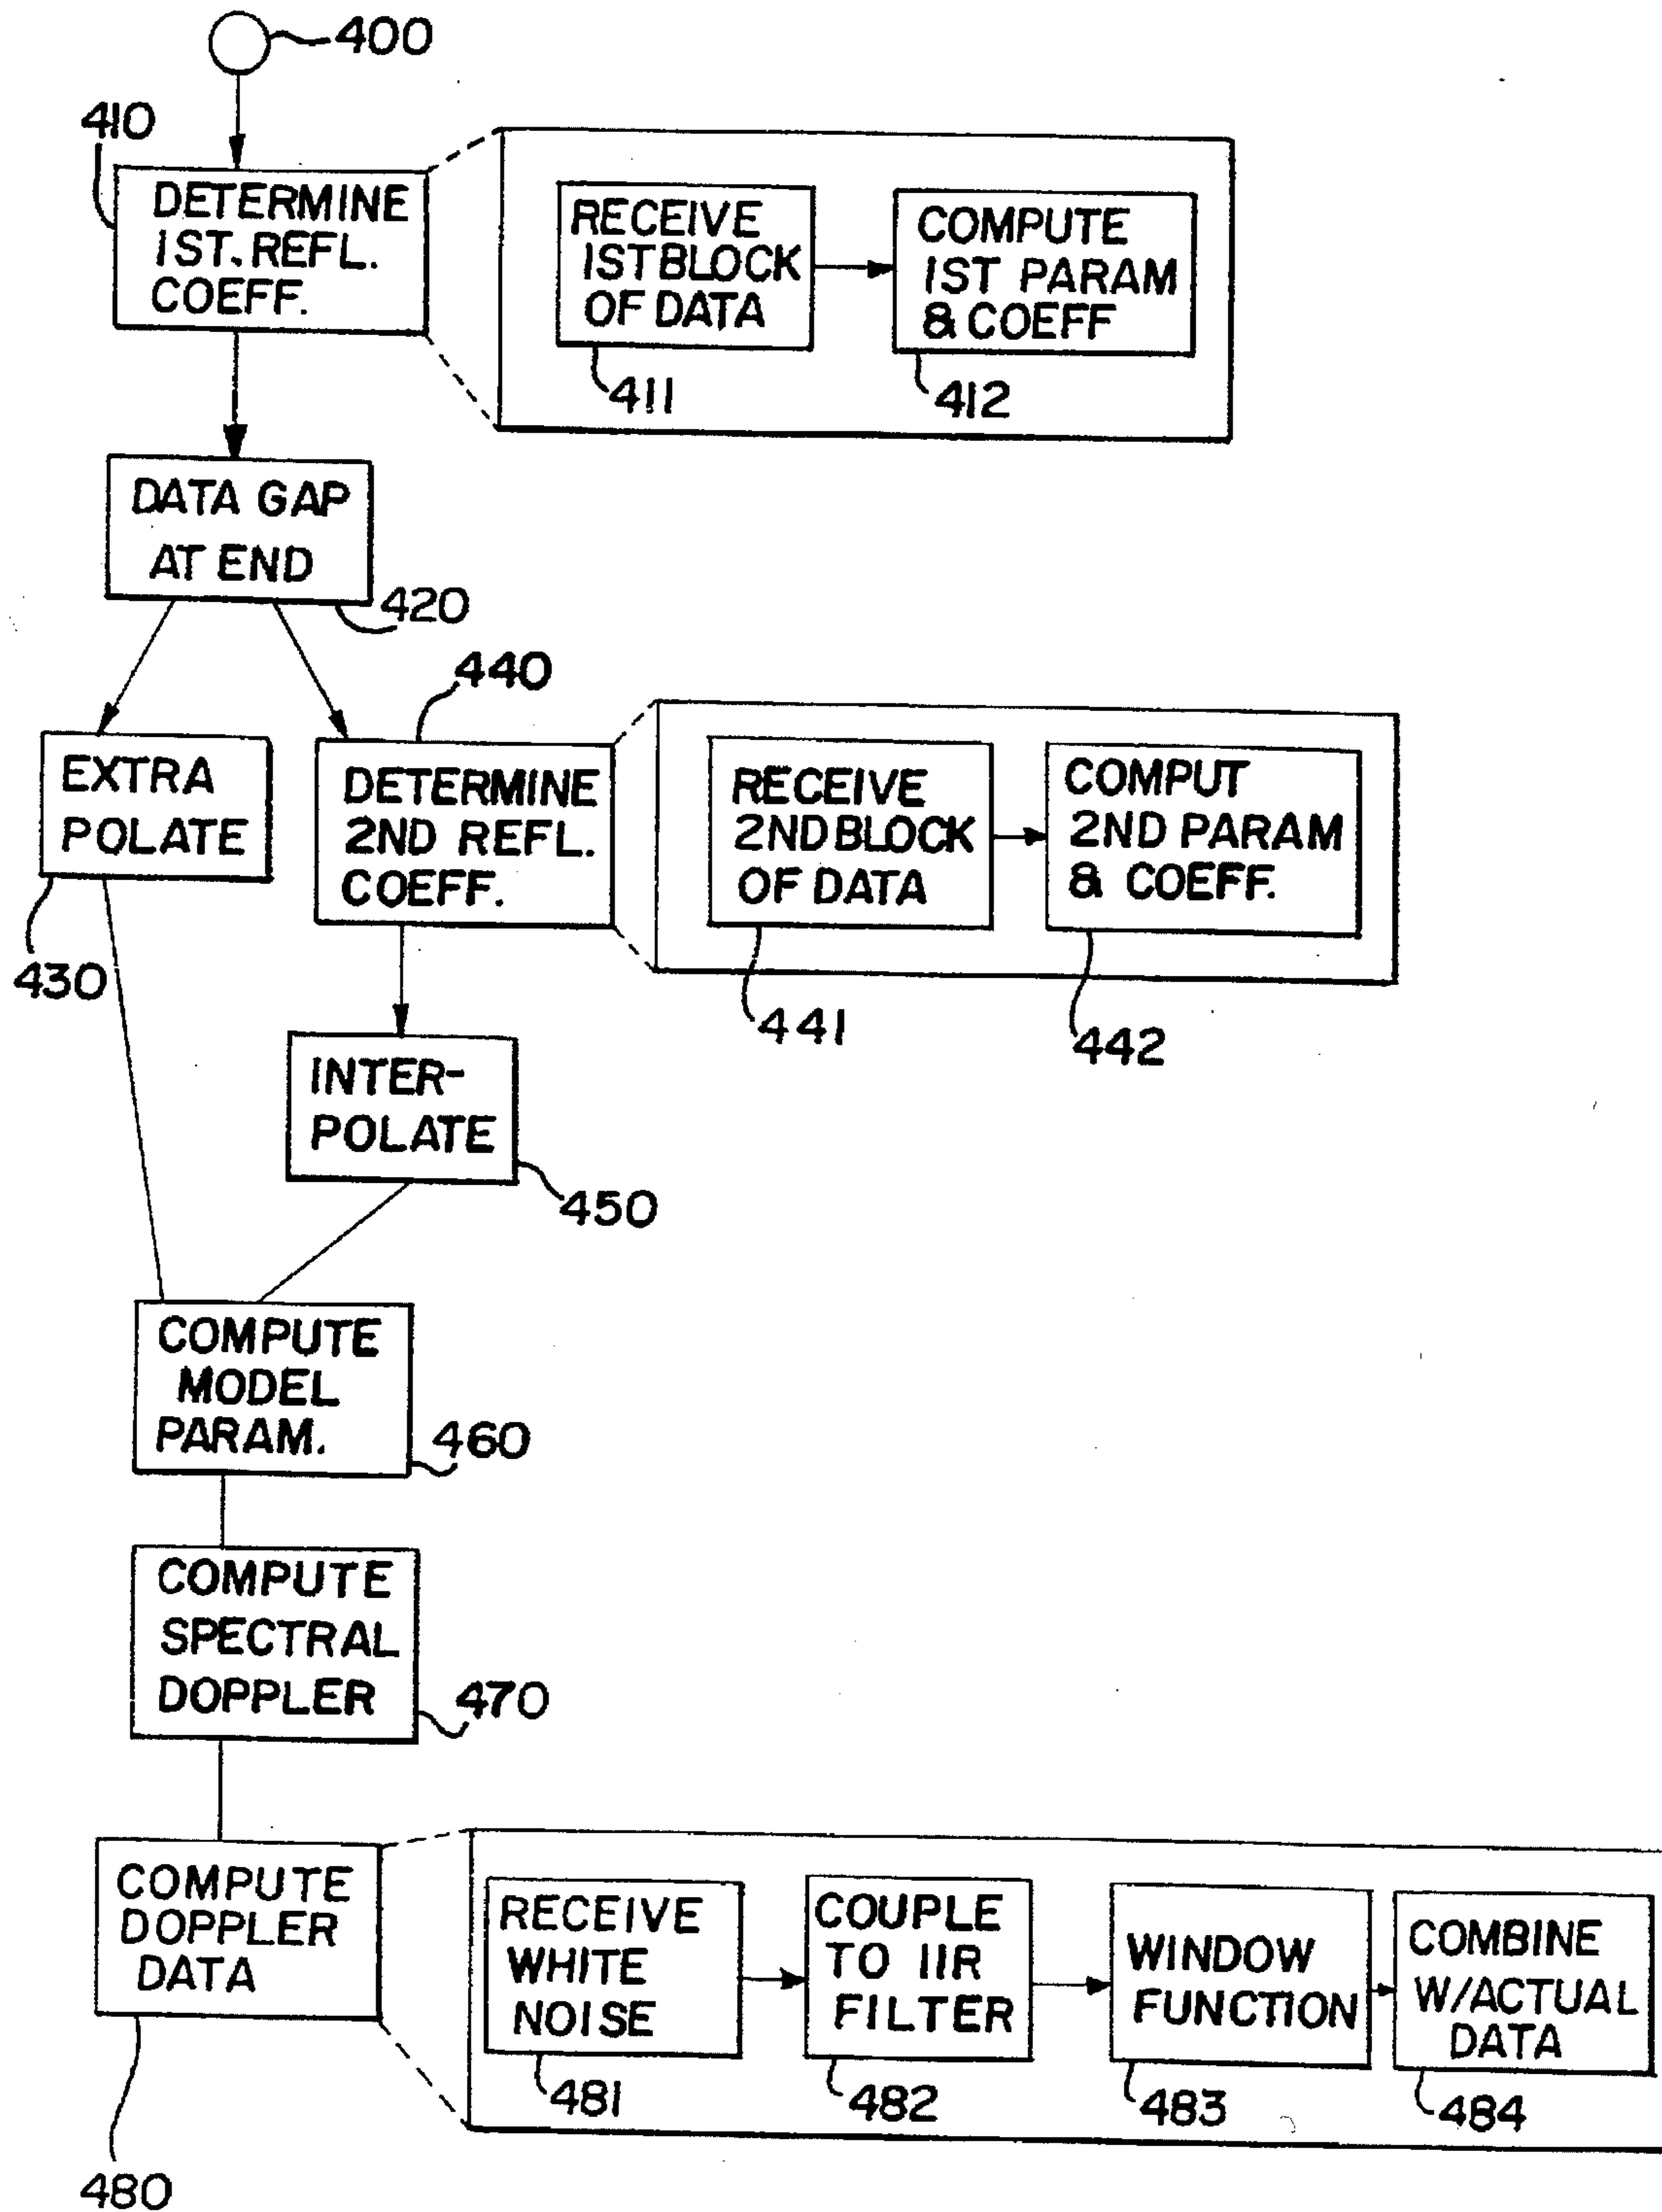 400
410
DETERMINE
1ST. REFL.
COEFF.
RECEIVE
1ST BLOCK
OF DATA
411
COMPUTE
1ST PARAM
& COEFF
412
DATA GAP
AT END
420
440
EXTRA
POLATE
430
DETERMINE
2ND REFL.
COEFF.
RECEIVE
2ND BLOCK
OF DATA
441
COMPUT
2ND PARAM
& COEFF.
442
INTER-
POLATE
450
COMPUTE
MODEL
PARAM.
460
COMPUTE
SPECTRAL
DOPPLER
470
COMPUTE
DOPPLER
DATA
480
RECEIVE
WHITE
NOISE
481
COUPLE
TO IIR
FILTER
482
WINDOW
FUNCTION
483
COMBINE
W/ACTUAL
DATA
484